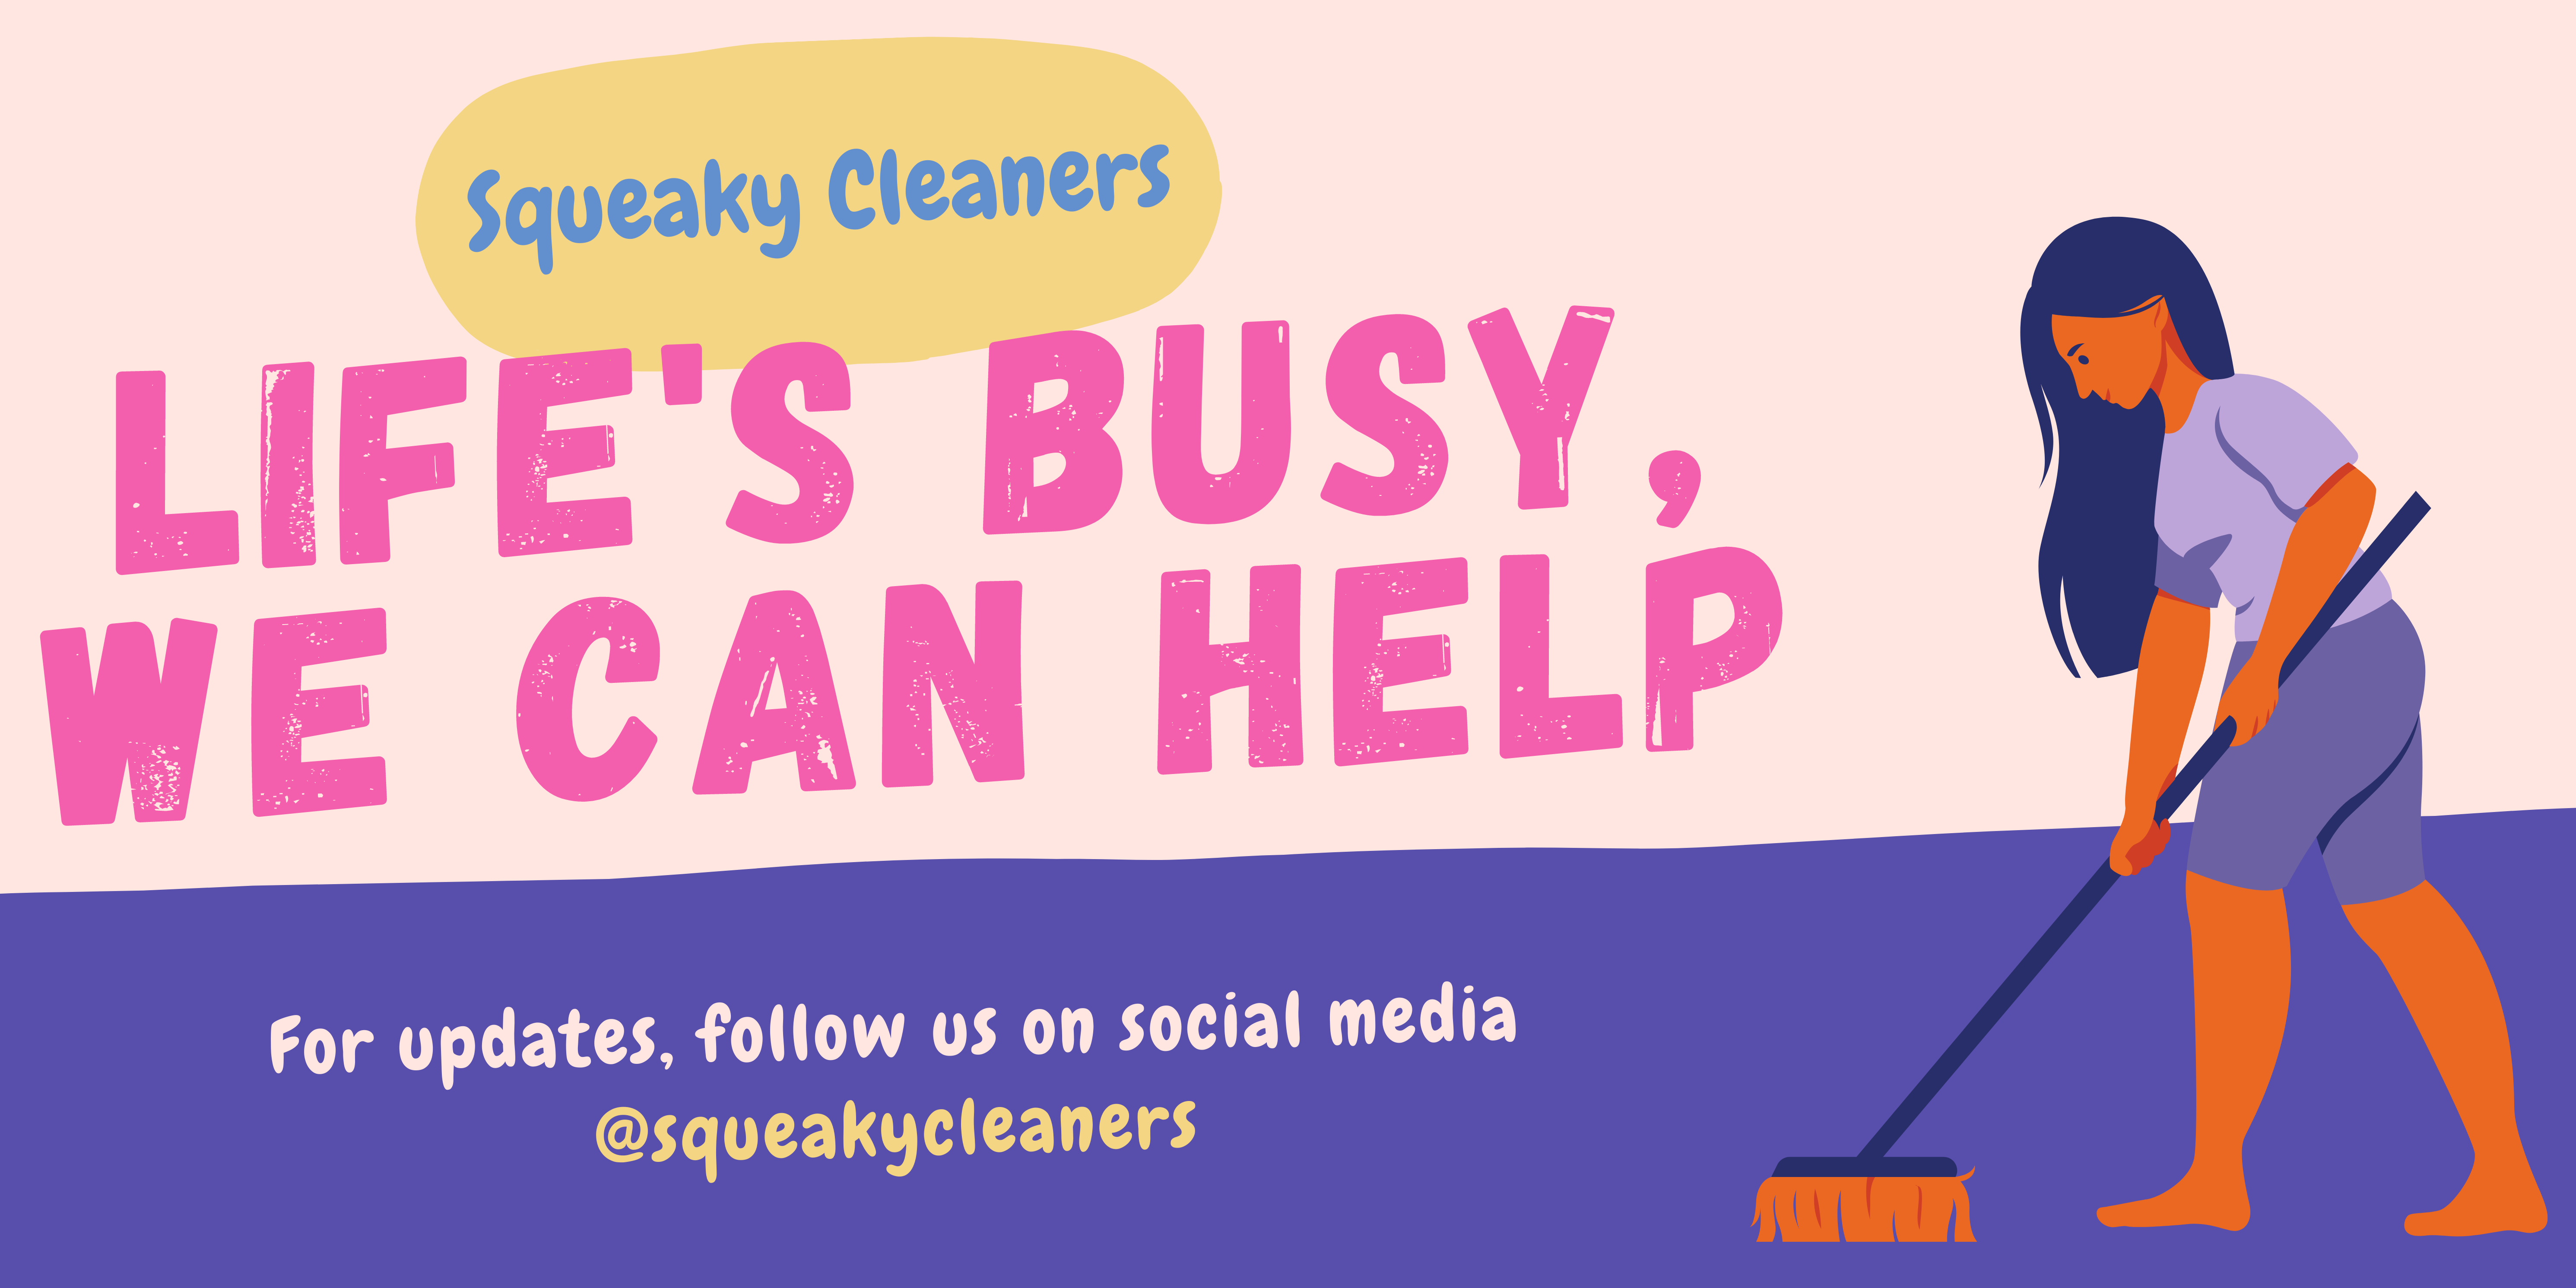 Squeaky Cleaners
LIFE'S BUSY,
WE CAN HELP
For updates, follow us on social media
@squeakycleaners